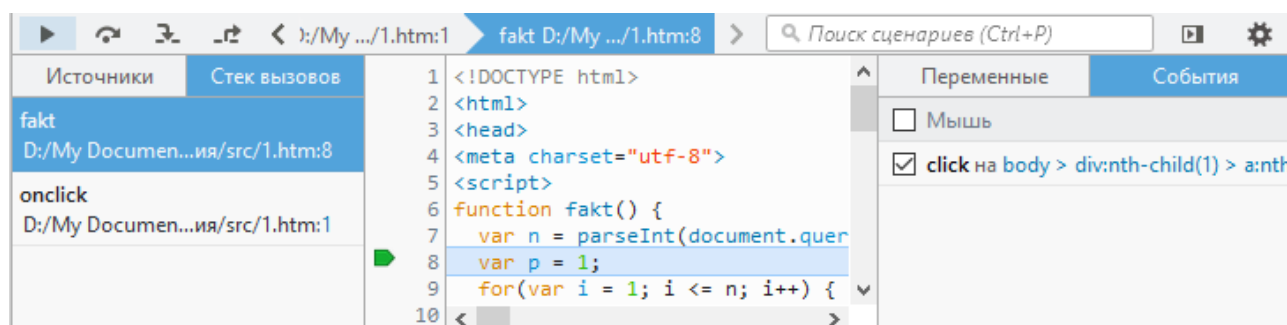 ):/My .../1.htm:1 fakt D:/My .../1.htm:8 Поиск сценариев (Ctrl+P)
Источники Стек вызовов
fakt
D:/My Documen...ия/src/1.htm:8
onclick
D:/My Documen...ия/src/1.htm:1
1 <!DOCTYPE html>
2 <html>
3 <head>
4 <meta charset="utf-8">
5 <script>
6 function fakt() {
7 var n = parseInt(document.quer
8 var p = 1;
9 for(var i = 1; i <= n; i++) {
10
Переменные События
Мышь
click на body > div:nth-child(1) > a:nth